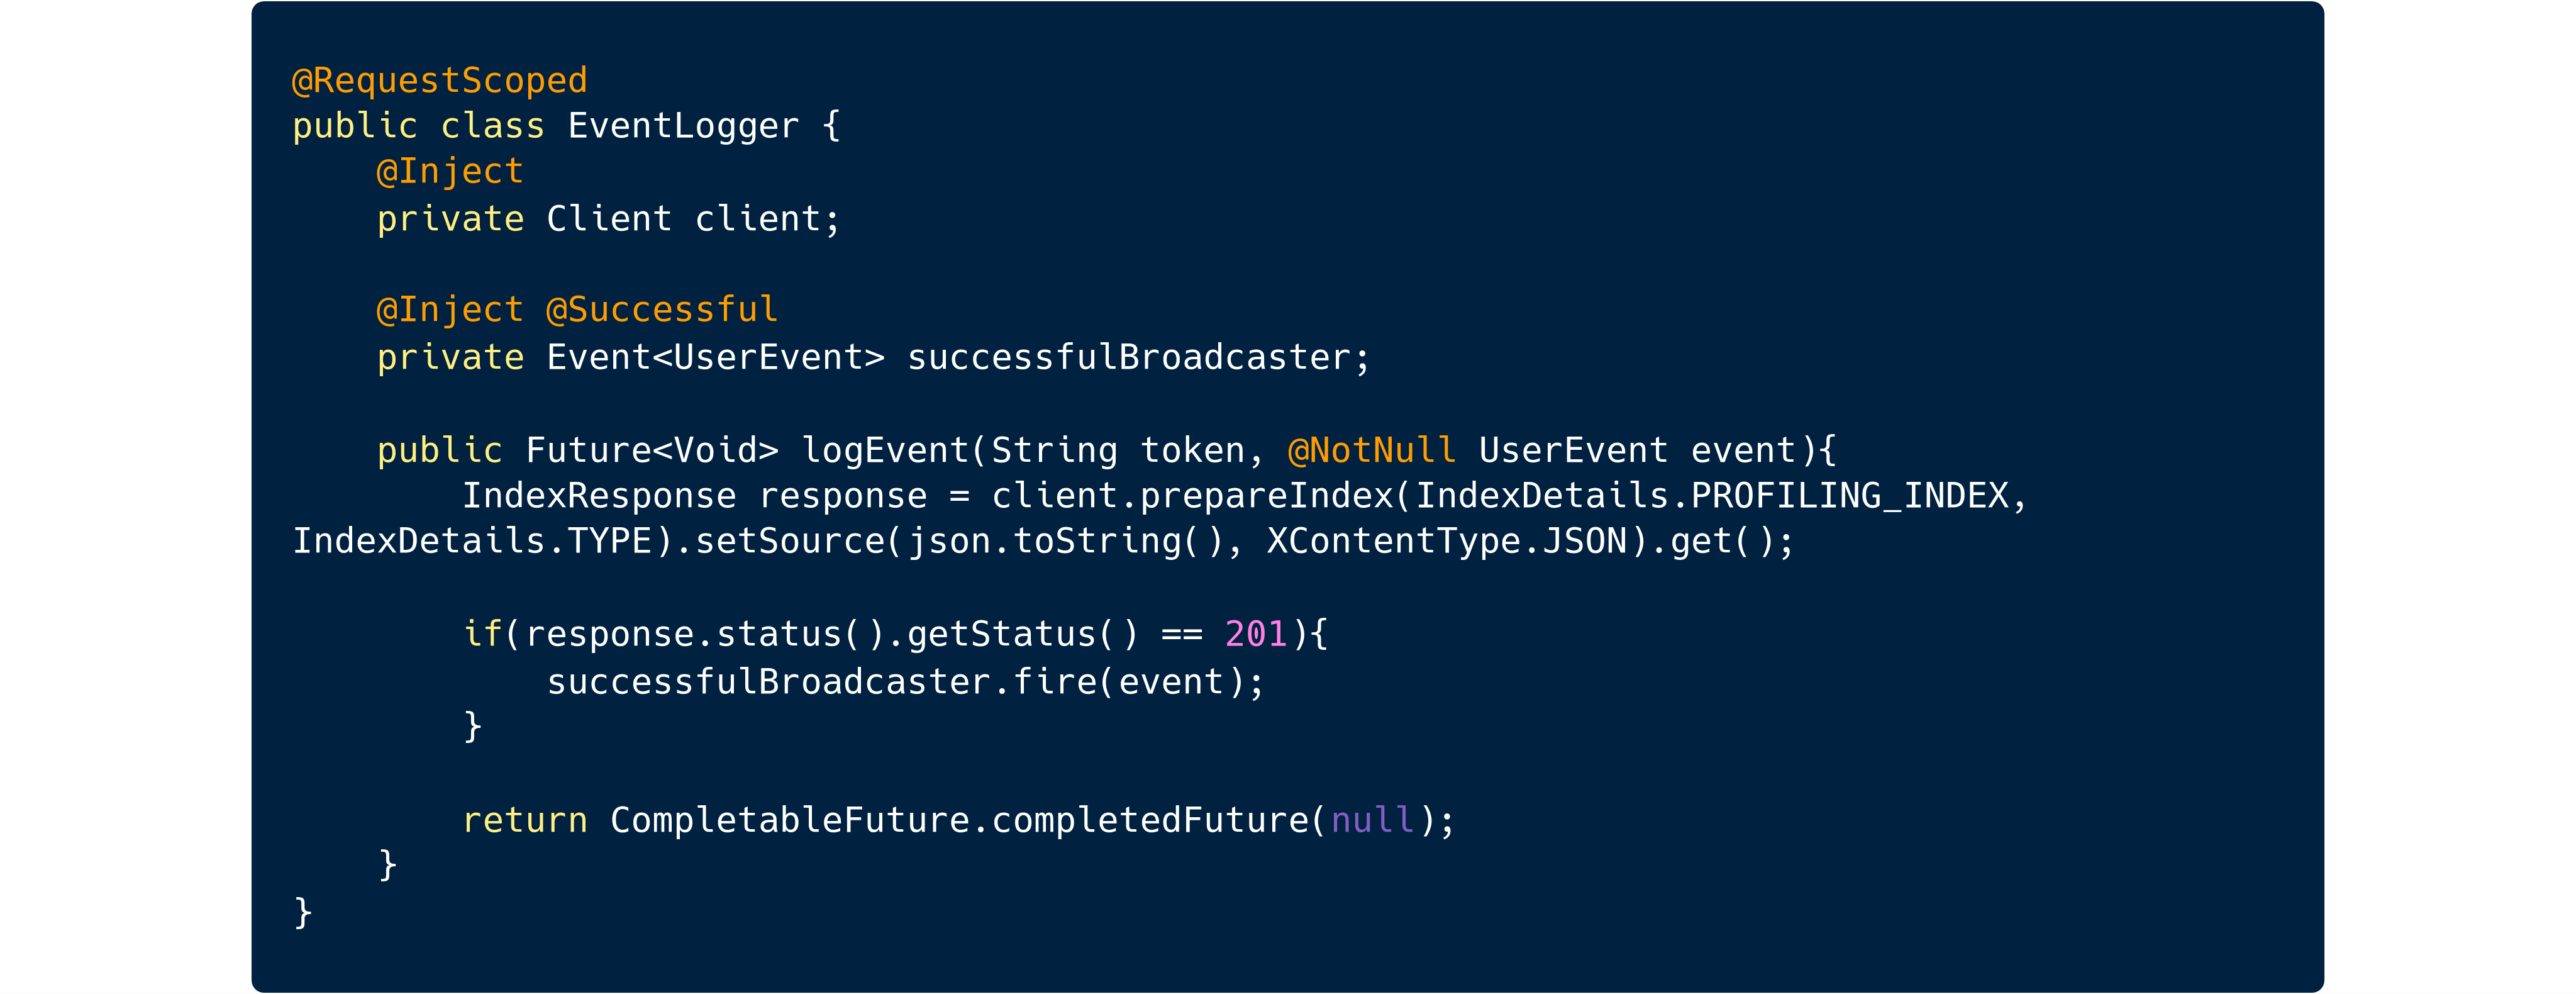 @RequestScoped
public class EventLogger {
    @Inject
    private Client client;

    @Inject @Successful
    private Event<UserEvent> successfulBroadcaster;

    public Future<Void> logEvent(String token, @NotNull UserEvent event){
        IndexResponse response = client.prepareIndex(IndexDetails.PROFILING_INDEX,
IndexDetails.TYPE).setSource(json.toString(), XContentType.JSON).get();

        if(response.status().getStatus() == 201){
            successfulBroadcaster.fire(event);
        }

        return CompletableFuture.completedFuture(null);
    }
}